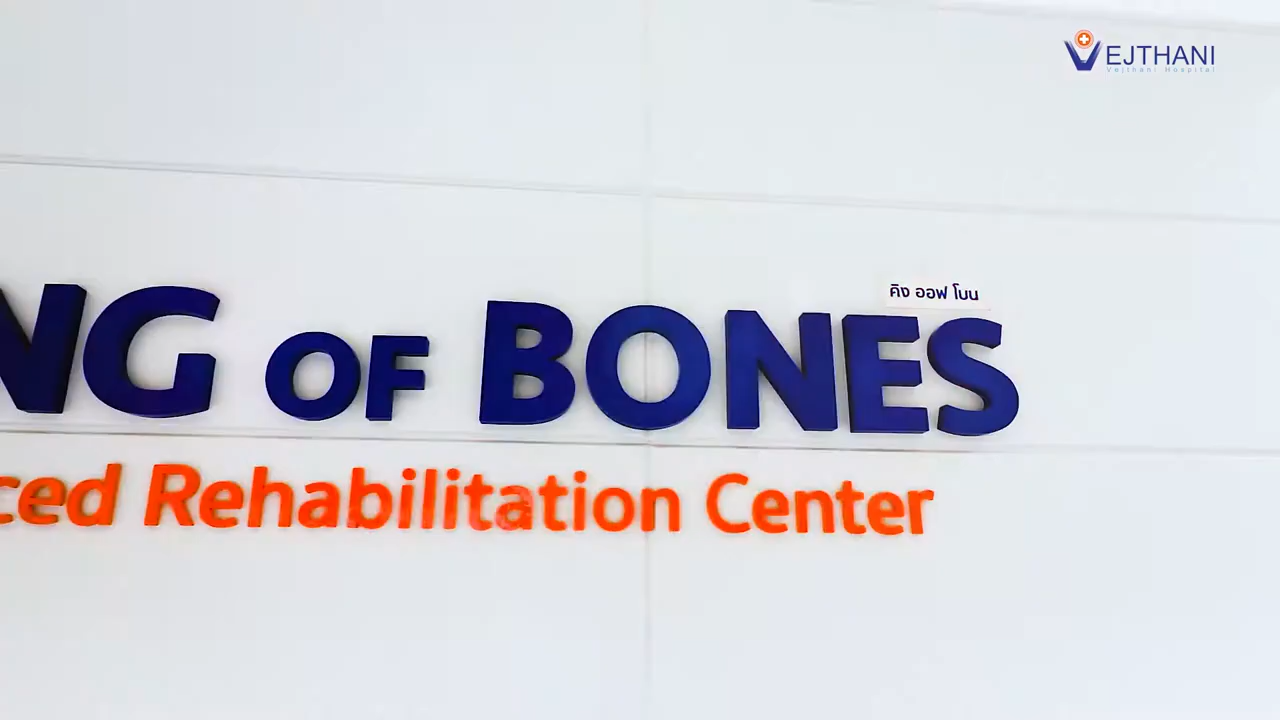 VEJTHANI
Vejthani Hospital
คิง ออฟ โบน
NG OF BONES
ced Rehabilitation Center